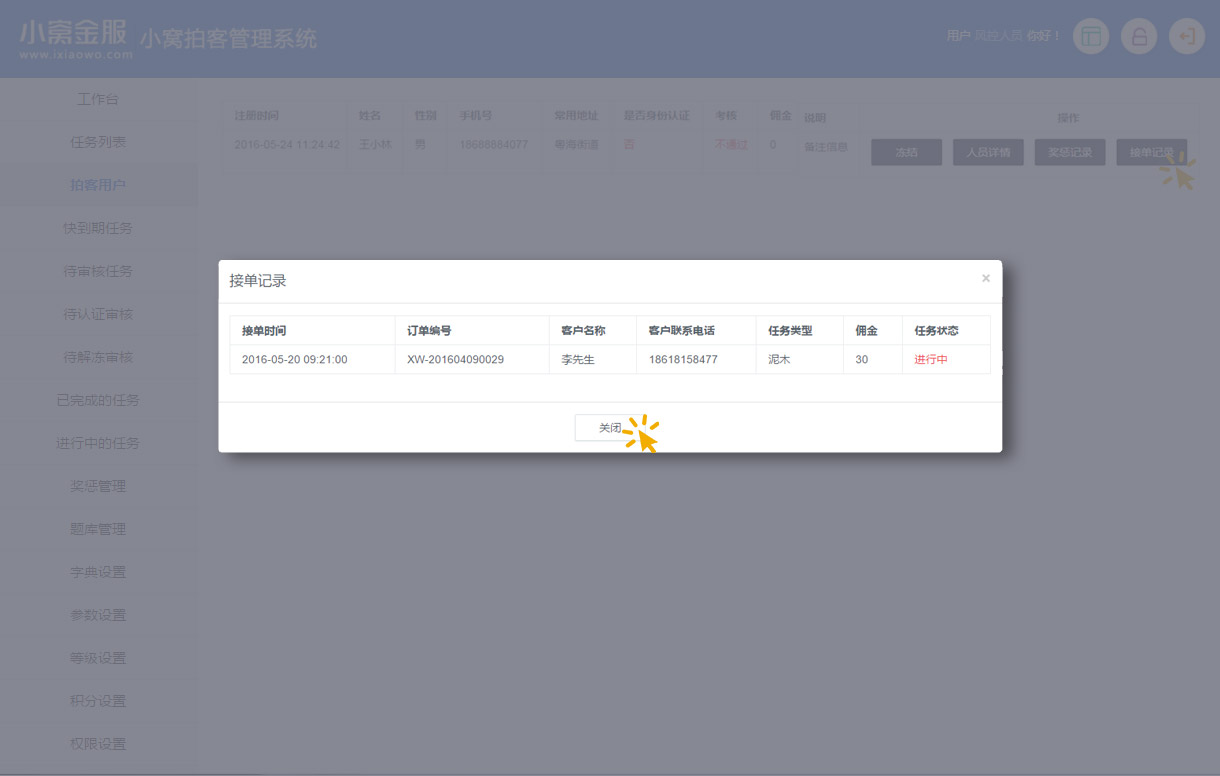 小窝金服
www.ixiaowo.com
小窝拍客管理系统
用户 风控人员 你好！
工作台
任务列表
拍客用户
快到期任务
待审核任务
待认证审核
待解冻审核
已完成的任务
进行中的任务
奖惩管理
题库管理
字典设置
参数设置
等级设置
积分设置
权限设置
注册时间 姓名 性别 手机号 常用地址 是否身份认证 考核 佣金 说明 操作
2016-05-24 11:24:42 王小林 男 18688884077 粤海街道 否 不通过 0 备注信息 冻结 人员详情 奖惩记录 接单记录
接单记录 ×
接单时间 订单编号 客户名称 客户联系电话 任务类型 佣金 任务状态
2016-05-20 09:21:00 XW-201604090029 李先生 18618158477 泥木 30 进行中
关闭